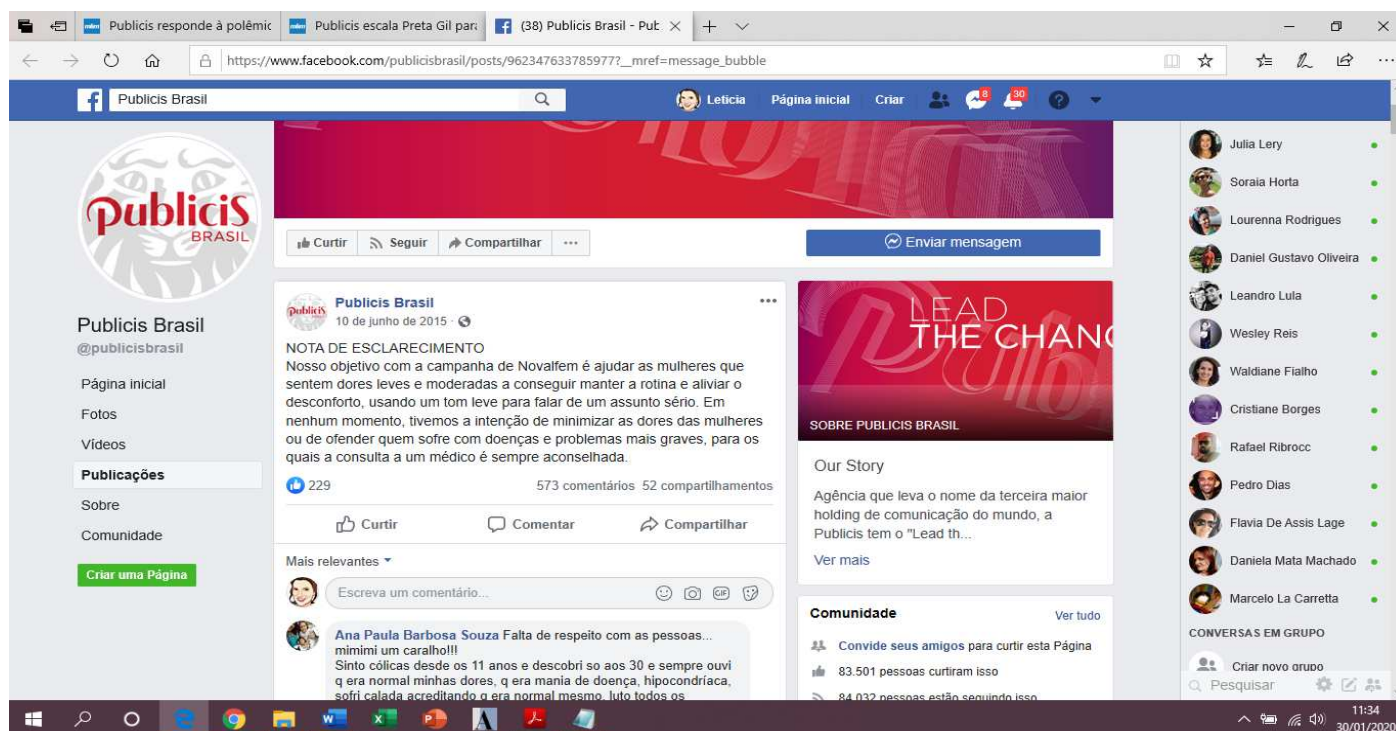 Publicis responde à polêmic
Publicis escala Preta Gil para
(38) Publicis Brasil - Pub
https://www.facebook.com/publicisbrasil/posts/962347633785977?__mref=message_bubble
Publicis Brasil
Leticia
Página inicial
Criar
8
30
publicis
BRASIL
Publicis Brasil
@publicisbrasil
Página inicial
Fotos
Vídeos
Publicações
Sobre
Comunidade
Criar uma Página
Curtir
Seguir
Compartilhar
Enviar mensagem
Publicis Brasil
10 de junho de 2015
NOTA DE ESCLARECIMENTO
Nosso objetivo com a campanha de Novalfem é ajudar as mulheres que
sentem dores leves e moderadas a conseguir manter a rotina e aliviar o
desconforto, usando um tom leve para falar de um assunto sério. Em
nenhum momento, tivemos a intenção de minimizar as dores das mulheres
ou de ofender quem sofre com doenças e problemas mais graves, para os
quais a consulta a um médico é sempre aconselhada.
229
573 comentários 52 compartilhamentos
Curtir
Comentar
Compartilhar
Mais relevantes
Escreva um comentário...
GIF
Ana Paula Barbosa Souza Falta de respeito com as pessoas...
mimimi um caralho!!!
Sinto cólicas desde os 11 anos e descobri so aos 30 e sempre ouvi
q era normal minhas dores, q era mania de doença, hipocondríaca,
sofri calada acreditando q era normal mesmo, luto todos os
LEAD
THE CHANG
SOBRE PUBLICIS BRASIL
Our Story
Agência que leva o nome da terceira maior
holding de comunicação do mundo, a
Publicis tem o "Lead th...
Ver mais
Comunidade
Ver tudo
Convide seus amigos para curtir esta Página
83.501 pessoas curtiram isso
84.032 pessoas estão seguindo isso
Julia Lery
Soraia Horta
Lourenna Rodrigues
Daniel Gustavo Oliveira
Leandro Lula
Wesley Reis
Waldiane Fialho
Cristiane Borges
Rafael Ribrocc
Pedro Dias
Flavia De Assis Lage
Daniela Mata Machado
Marcelo La Carretta
CONVERSAS EM GRUPO
Criar novo grupo
Pesquisar
11:34
30/01/2020